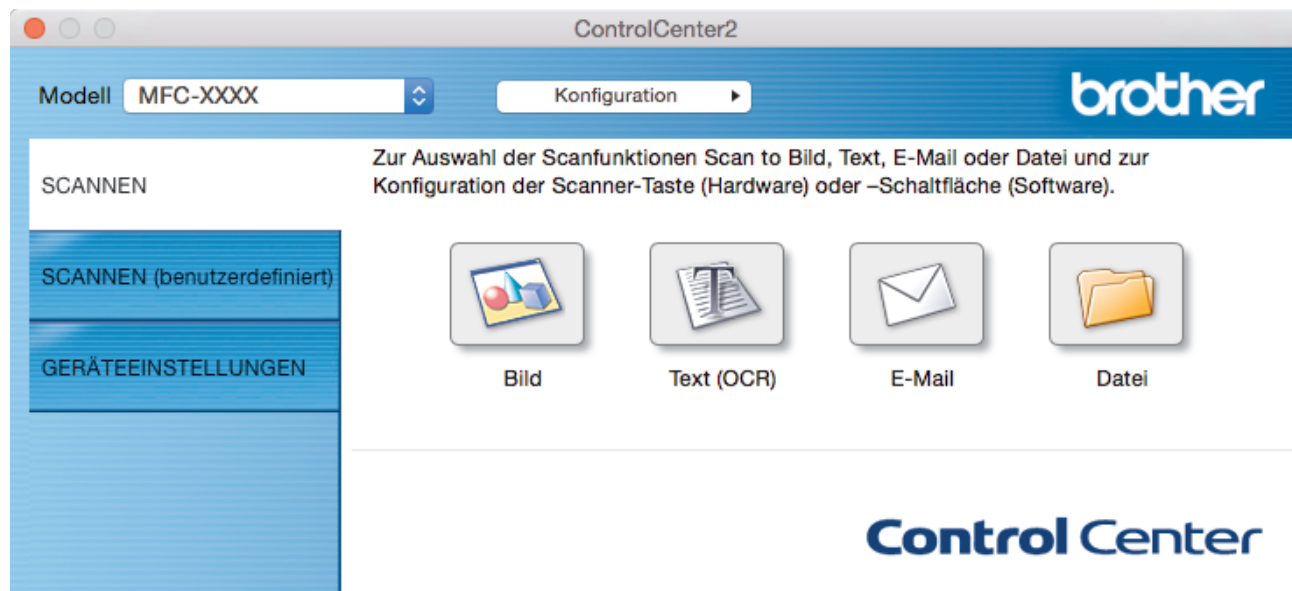 ControlCenter2
Modell MFC-XXXX Konfiguration
brother
SCANNEN
Zur Auswahl der Scanfunktionen Scan to Bild, Text, E-Mail oder Datei und zur
Konfiguration der Scanner-Taste (Hardware) oder –Schaltfläche (Software).
SCANNEN (benutzerdefiniert)
GERÄTEEINSTELLUNGEN
Bild Text (OCR) E-Mail Datei
Control Center